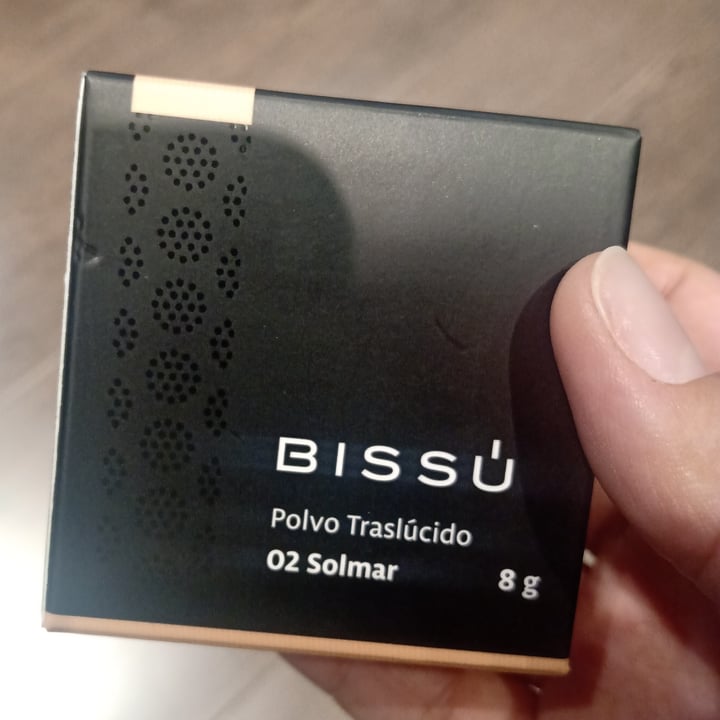 BISSÚ
Polvo Traslúcido
02 Solmar
8 g